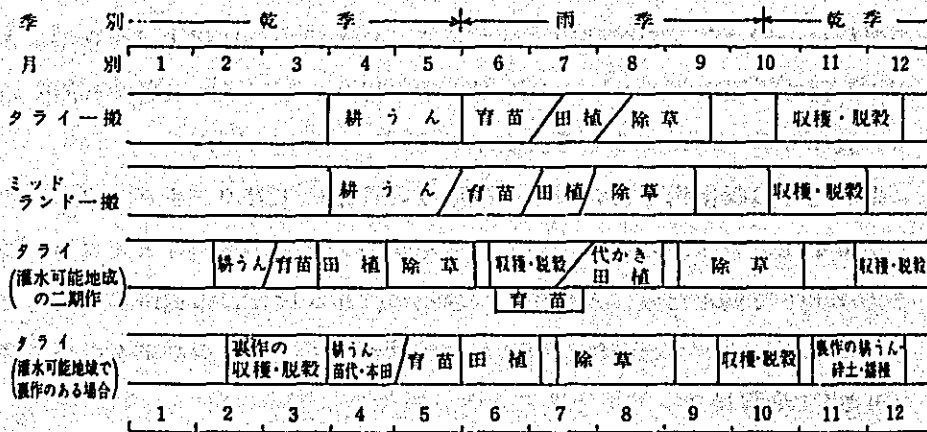 季 別 乾 季 雨 季 乾 季
月 別 1 2 3 4 5 6 7 8 9 10 11 12
タライ一搬 耕うん 育苗 田植 除草 収穫・脱穀
ミッド
ランド一搬 耕うん 育苗 田植 除草 収穫・脱穀
タライ
(灌水可能地域
の二期作) 耕うん 育苗 田植 除草 収穫・脱穀 代かき
田植 除草 収穫・脱穀
育苗
タライ
(灌水可能地域で
裏作のある場合) 裏作の
収穫・脱穀 耕うん
苗代・本田 育苗 田植 除草 収穫・脱穀 裏作の耕うん・
砕土・播種
1 2 3 4 5 6 7 8 9 10 11 12